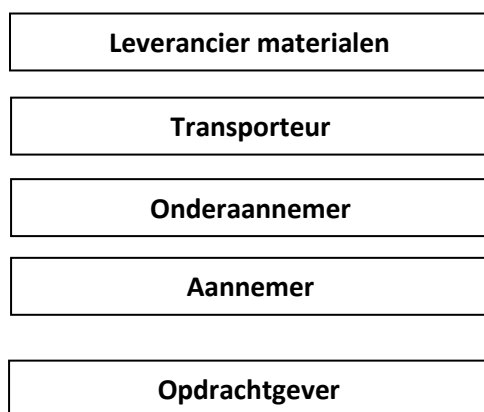 Leverancier materialen
Transporteur
Onderaannemer
Aannemer
Opdrachtgever